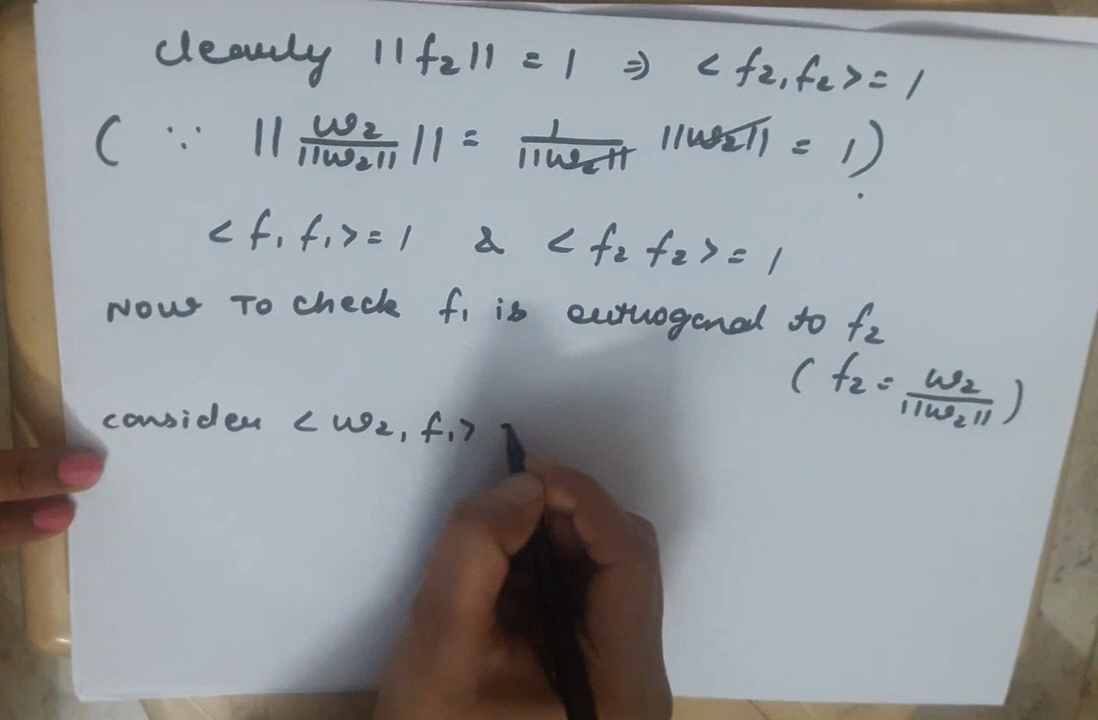 Clearly ||f₂|| = 1 ⇒ < f₂, f₂ > = 1
( ∵ || w₂/||w₂|| || = 1/||w₂|| ||w₂|| = 1 ) .
< f₁ f₁ > = 1 & < f₂ f₂ > = 1
NOW TO check f₁ is orthogonal to f₂
( f₂ = w₂/||w₂|| )
consider < w₂, f₁ > =